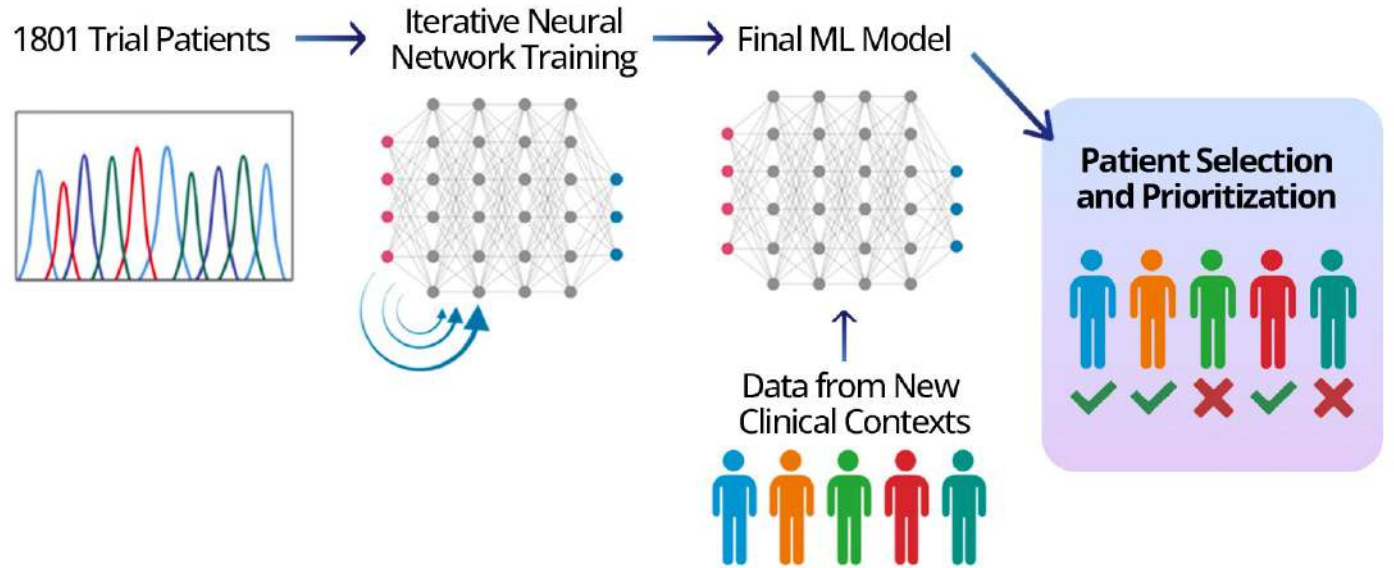 1801 Trial Patients
Iterative Neural
Network Training
Final ML Model
Patient Selection
and Prioritization
Data from New
Clinical Contexts